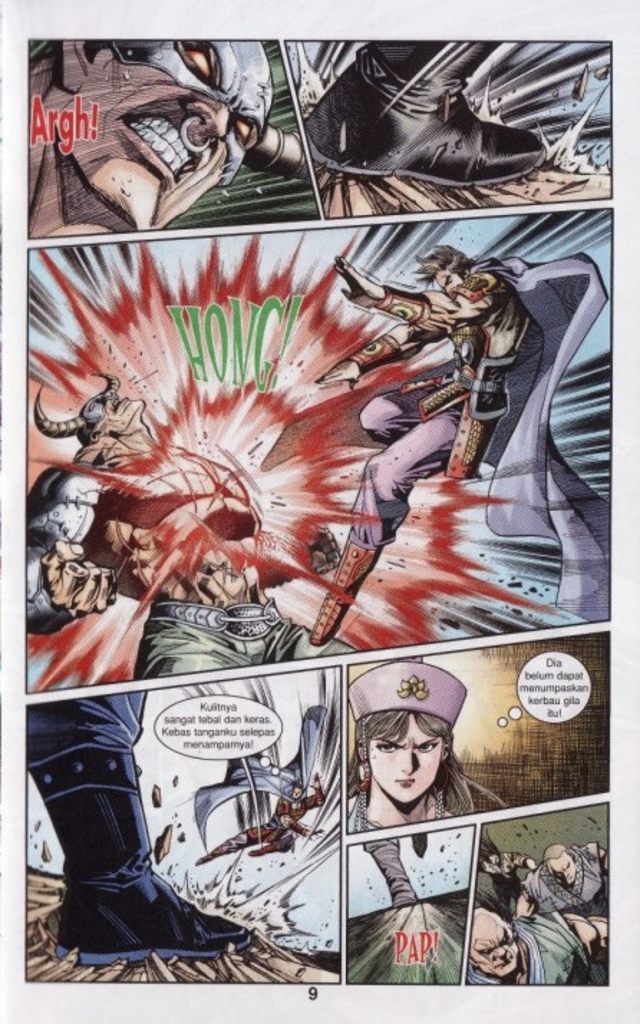 Argh!
HONG!
Kulitnya
sangat tebal dan keras.
Kebas tanganku selepas
menamparnya!
Dia
belum dapat
menumpaskan
kerbau gila
itu!
PAP!
9